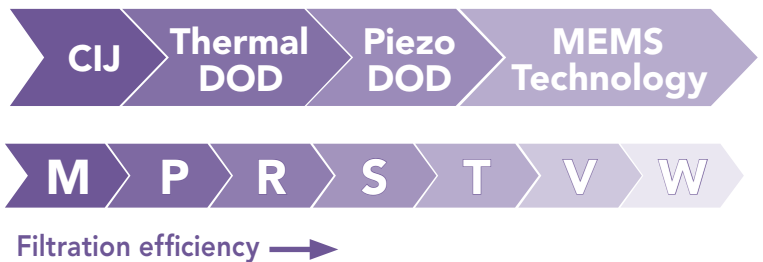 CIJ
Thermal
DOD
Piezo
DOD
MEMS
Technology
M P R S T V W
Filtration efficiency